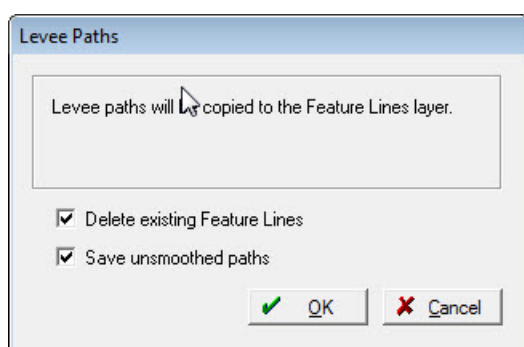 Levee Paths
Levee paths will be copied to the Feature Lines layer.
Delete existing Feature Lines
Save unsmoothed paths
OK
Cancel